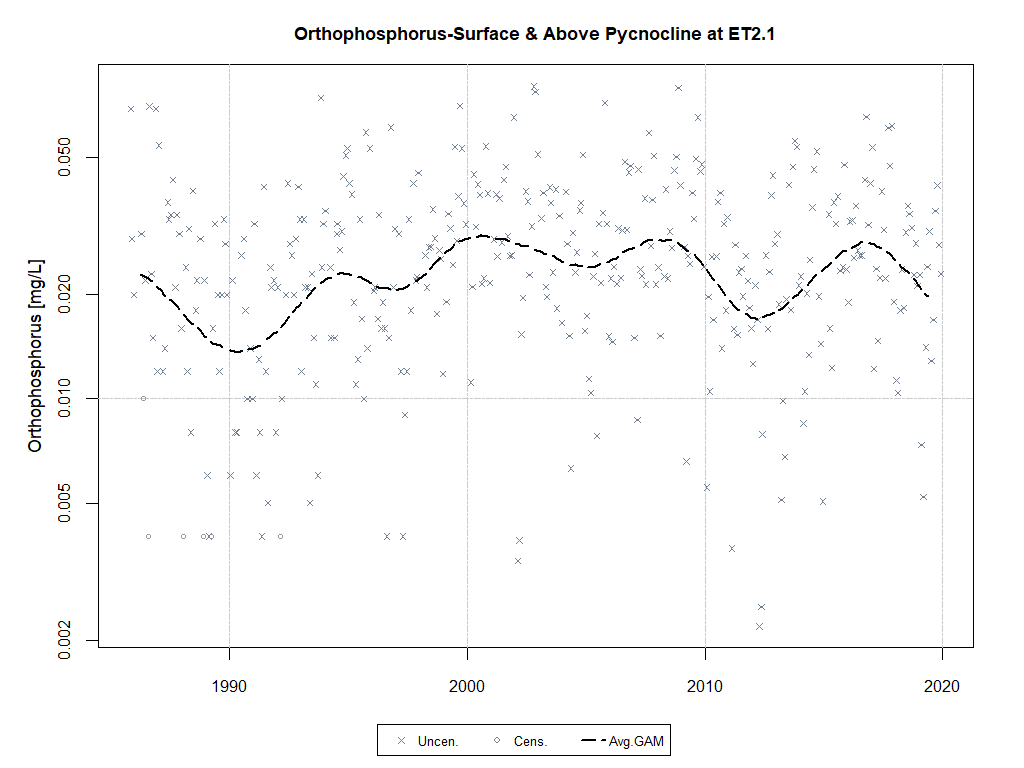 Orthophosphorus-Surface & Above Pycnocline at ET2.1
Orthophosphorus [mg/L]
0.050
0.020
0.010
0.005
0.002
1990 2000 2010 2020
Uncen. Cens. Avg.GAM